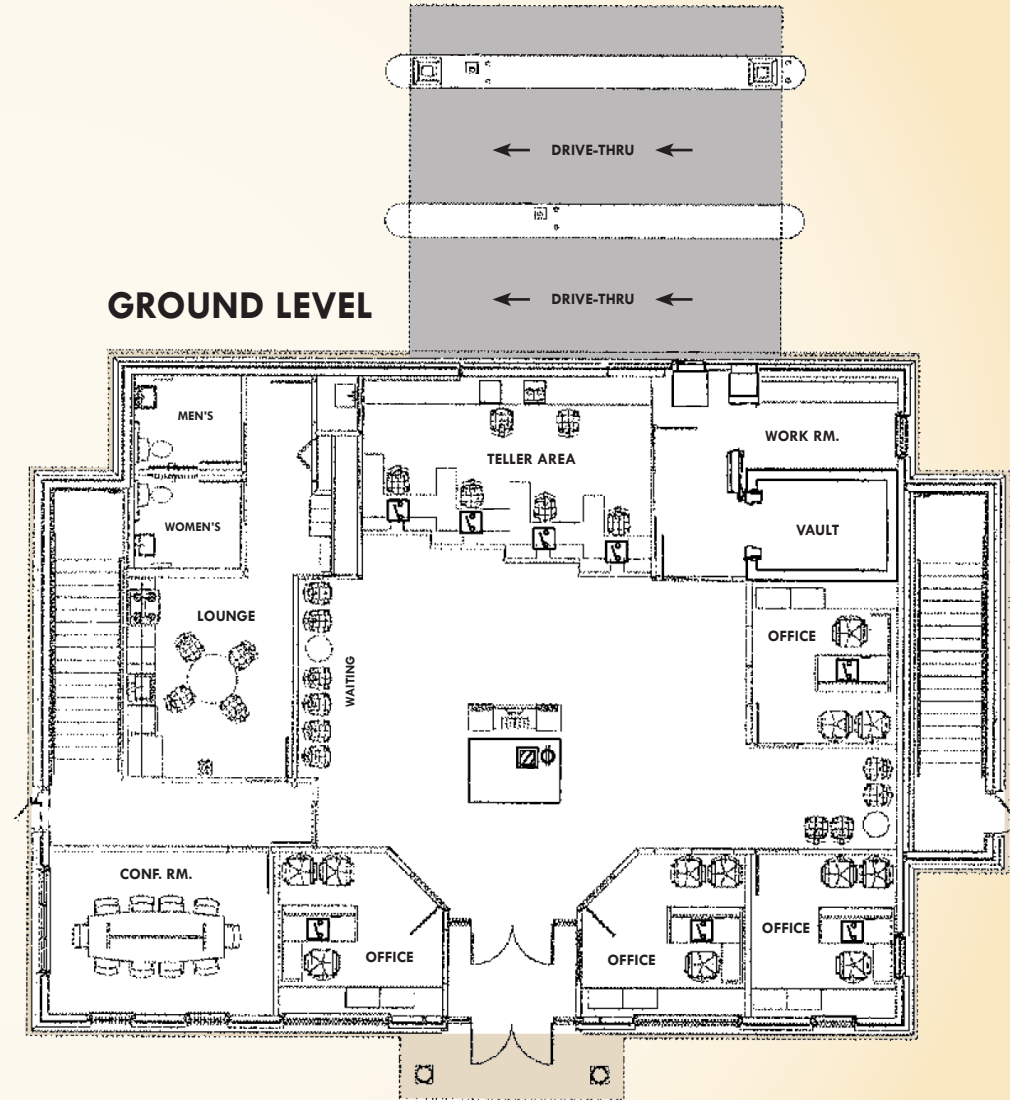 DRIVE-THRU
DRIVE-THRU
GROUND LEVEL
MEN'S
WORK RM.
TELLER AREA
WOMEN'S
VAULT
LOUNGE
OFFICE
WAITING
CONF. RM.
OFFICE
OFFICE
OFFICE